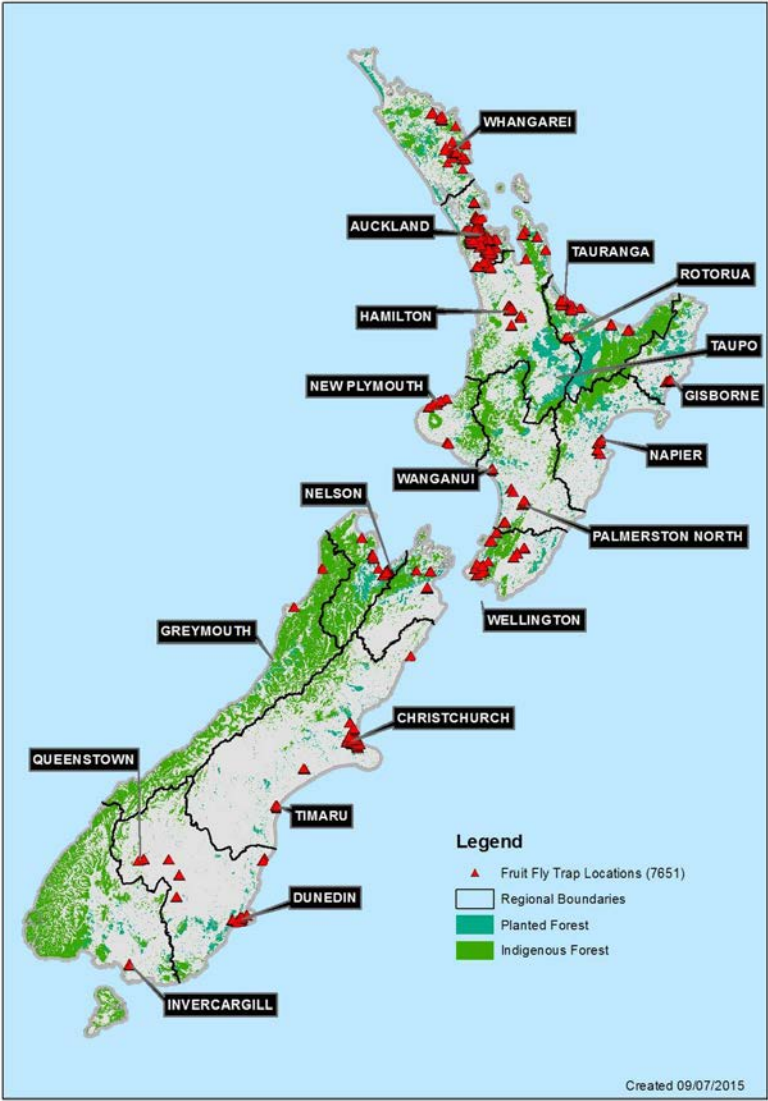 WHANGAREI
AUCKLAND
TAURANGA
ROTORUA
HAMILTON
TAUPO
NEW PLYMOUTH
GISBORNE
NAPIER
WANGANUI
NELSON
PALMERSTON NORTH
WELLINGTON
GREYMOUTH
CHRISTCHURCH
QUEENSTOWN
TIMARU
DUNEDIN
INVERCARGILL
Legend
Fruit Fly Trap Locations (7651)
Regional Boundaries
Planted Forest
Indigenous Forest
Created 09/07/2015